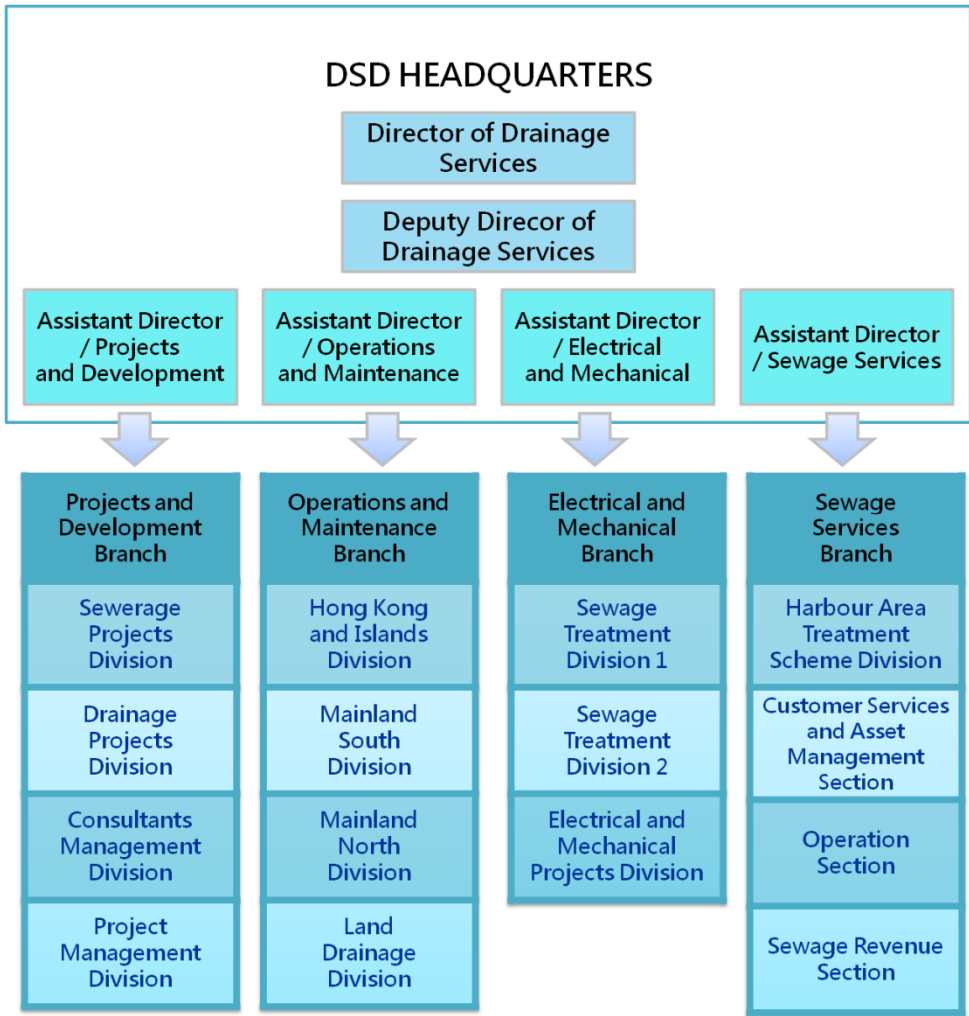 DSD HEADQUARTERS
Director of Drainage
Services
Deputy Direcor of
Drainage Services
Assistant Director
/ Projects
and Development
Assistant Director
/ Operations
and Maintenance
Assistant Director
/ Electrical
and Mechanical
Assistant Director
/ Sewage Services
Projects and
Development
Branch
Sewerage
Projects
Division
Drainage
Projects
Division
Consultants
Management
Division
Project
Management
Division
Operations and
Maintenance
Branch
Hong Kong
and Islands
Division
Mainland
South
Division
Mainland
North
Division
Land
Drainage
Division
Electrical and
Mechanical
Branch
Sewage
Treatment
Division 1
Sewage
Treatment
Division 2
Electrical and
Mechanical
Projects Division
Sewage
Services
Branch
Harbour Area
Treatment
Scheme Division
Customer Services
and Asset
Management
Section
Operation
Section
Sewage Revenue
Section